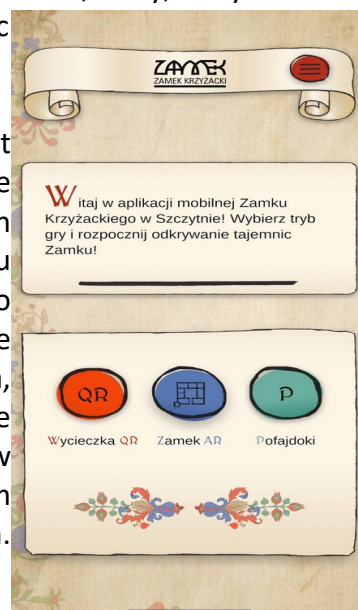 ZAMEK
ZAMEK KRZYŻACKI
Witaj w aplikacji mobilnej Zamku
Krzyżackiego w Szczytnie! Wybierz tryb
gry i rozpocznij odkrywanie tajemnic
Zamku!
QR P
Wycieczka QR Zamek AR Pofajdoki